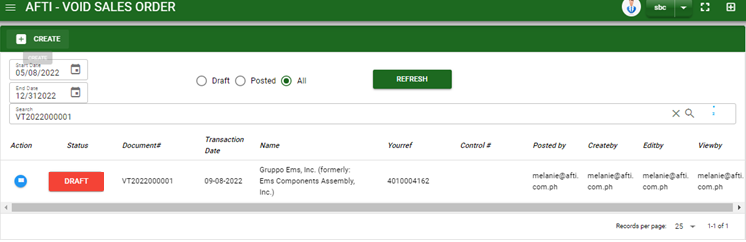 AFTI - VOID SALES ORDER
sbc
CREATE
CREATE
Start Date
05/08/2022
Draft
Posted
All
REFRESH
End Date
12/312022
Search
VT2022000001
Action
Status
Document#
Transaction
Date
Name
Yourref
Control #
Posted by
Createby
Editby
Viewby
DRAFT
VT2022000001
09-08-2022
Gruppo Ems, Inc. (formerly:
Ems Components Assembly,
Inc.)
4010004162
melanie@afti.
com.ph
melanie@afti.
com.ph
melanie@afti.
com.ph
melanie@afti.
com.ph
Records per page:
25
1-1 of 1